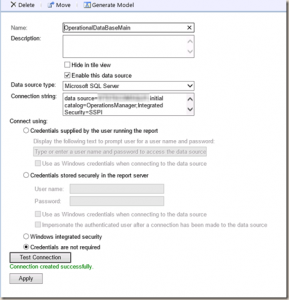 Delete Move Generate Model
Name: OperationalDataBaseMain
Description:
Hide in tile view
Enable this data source
Data source type: Microsoft SQL Server
Connection string: data source= initial
catalog=OperationsManager;Integrated
Security=SSPI
Connect using:
Credentials supplied by the user running the report
Display the following text to prompt user for a user name and password:
Type or enter a user name and password to access the data source
Use as Windows credentials when connecting to the data source
Credentials stored securely in the report server
User name:
Password:
Use as Windows credentials when connecting to the data source
Impersonate the authenticated user after a connection has been made to the data source
Windows integrated security
Credentials are not required
Test Connection
Connection created successfully.
Apply